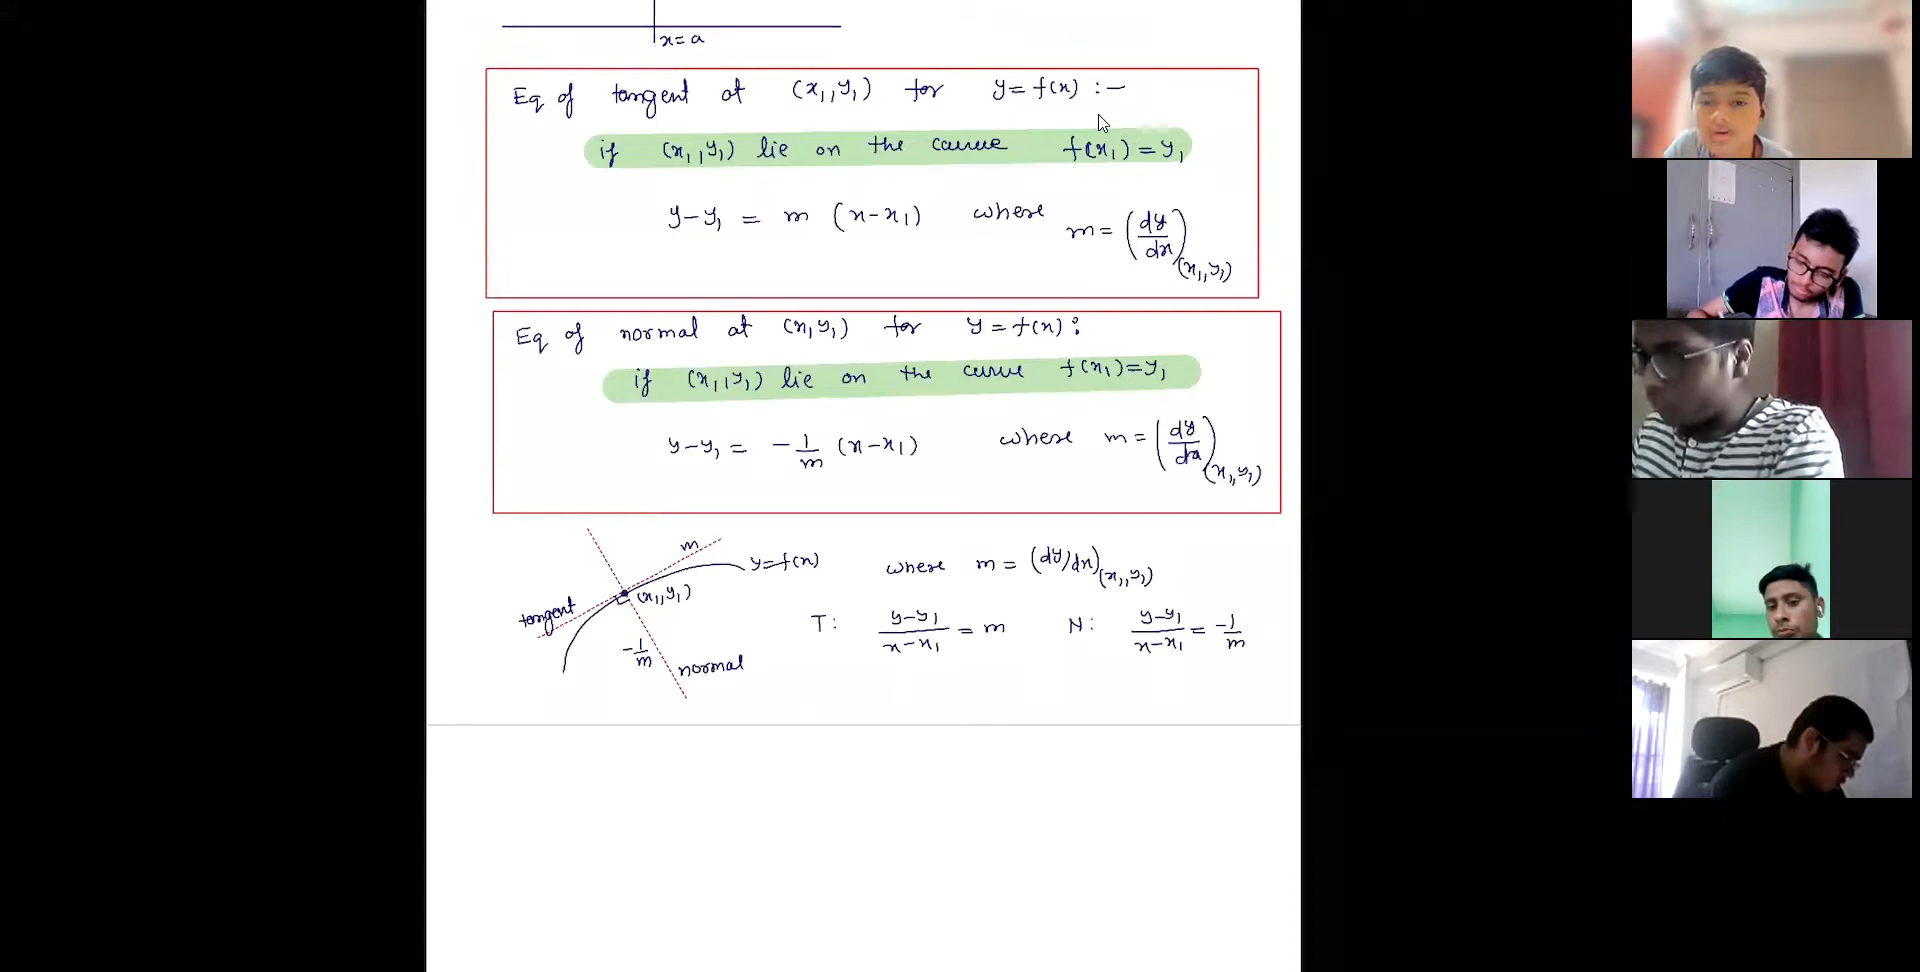 x = a
Eq of tangent at (x₁, y₁) for y = f(x) :-
if (x₁, y₁) lie on the curve f(x₁) = y₁
y - y₁ = m (x - x₁) where m = (dy/dx)(x₁, y₁)
Eq of normal at (x₁, y₁) for y = f(x) :
if (x₁, y₁) lie on the curve f(x₁) = y₁
y - y₁ = -1/m (x - x₁) where m = (dy/dx)(x₁, y₁)
m
y = f(x)
(x₁, y₁)
tangent
-1/m
normal
where m = (dy/dx)(x₁, y₁)
T: (y - y₁)/(x - x₁) = m N: (y - y₁)/(x - x₁) = -1/m